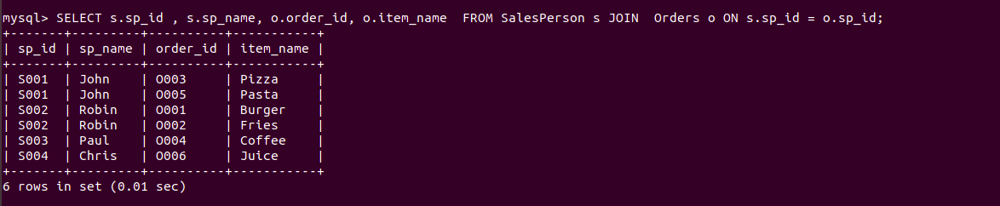 mysql> SELECT s.sp_id , s.sp_name, o.order_id, o.item_name  FROM SalesPerson s JOIN  Orders o ON s.sp_id = o.sp_id;
+-------+---------+----------+-----------+
| sp_id | sp_name | order_id | item_name |
+-------+---------+----------+-----------+
| S001  | John    | O003     | Pizza     |
| S001  | John    | O005     | Pasta     |
| S002  | Robin   | O001     | Burger    |
| S002  | Robin   | O002     | Fries     |
| S003  | Paul    | O004     | Coffee    |
| S004  | Chris   | O006     | Juice     |
+-------+---------+----------+-----------+
6 rows in set (0.01 sec)